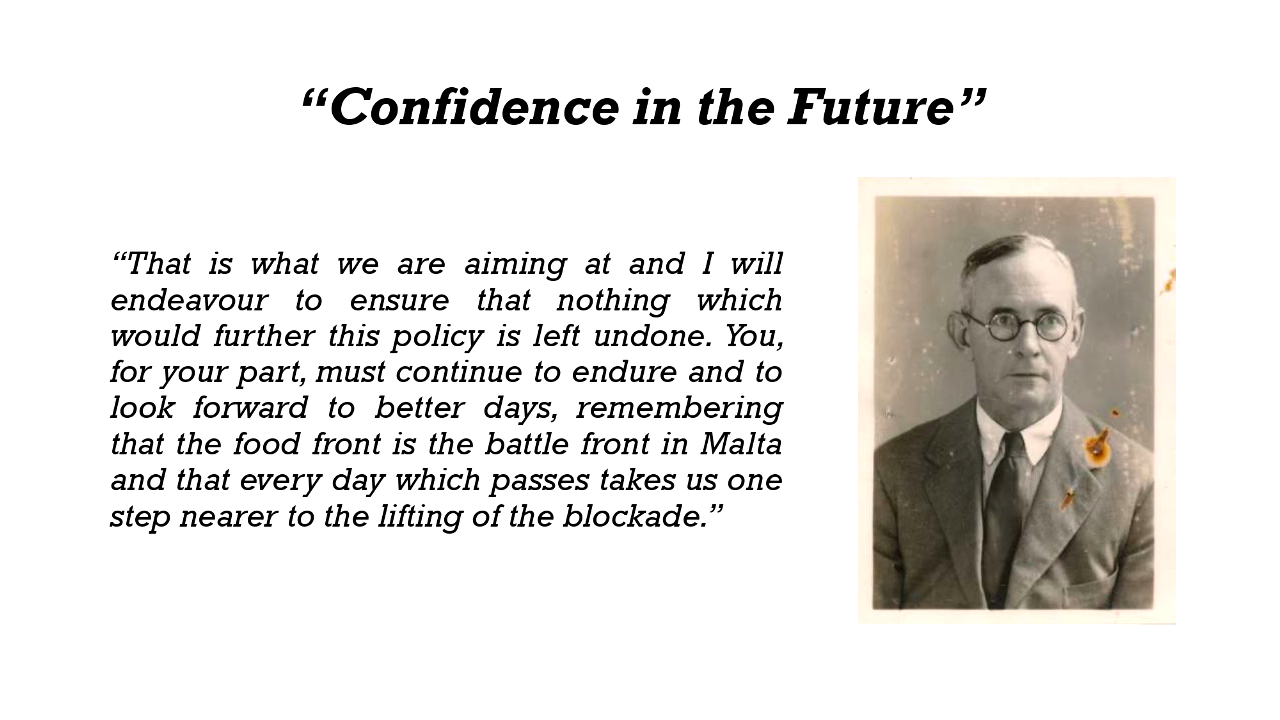 “Confidence in the Future”
“That is what we are aiming at and I will
endeavour to ensure that nothing which
would further this policy is left undone. You,
for your part, must continue to endure and to
look forward to better days, remembering
that the food front is the battle front in Malta
and that every day which passes takes us one
step nearer to the lifting of the blockade.”